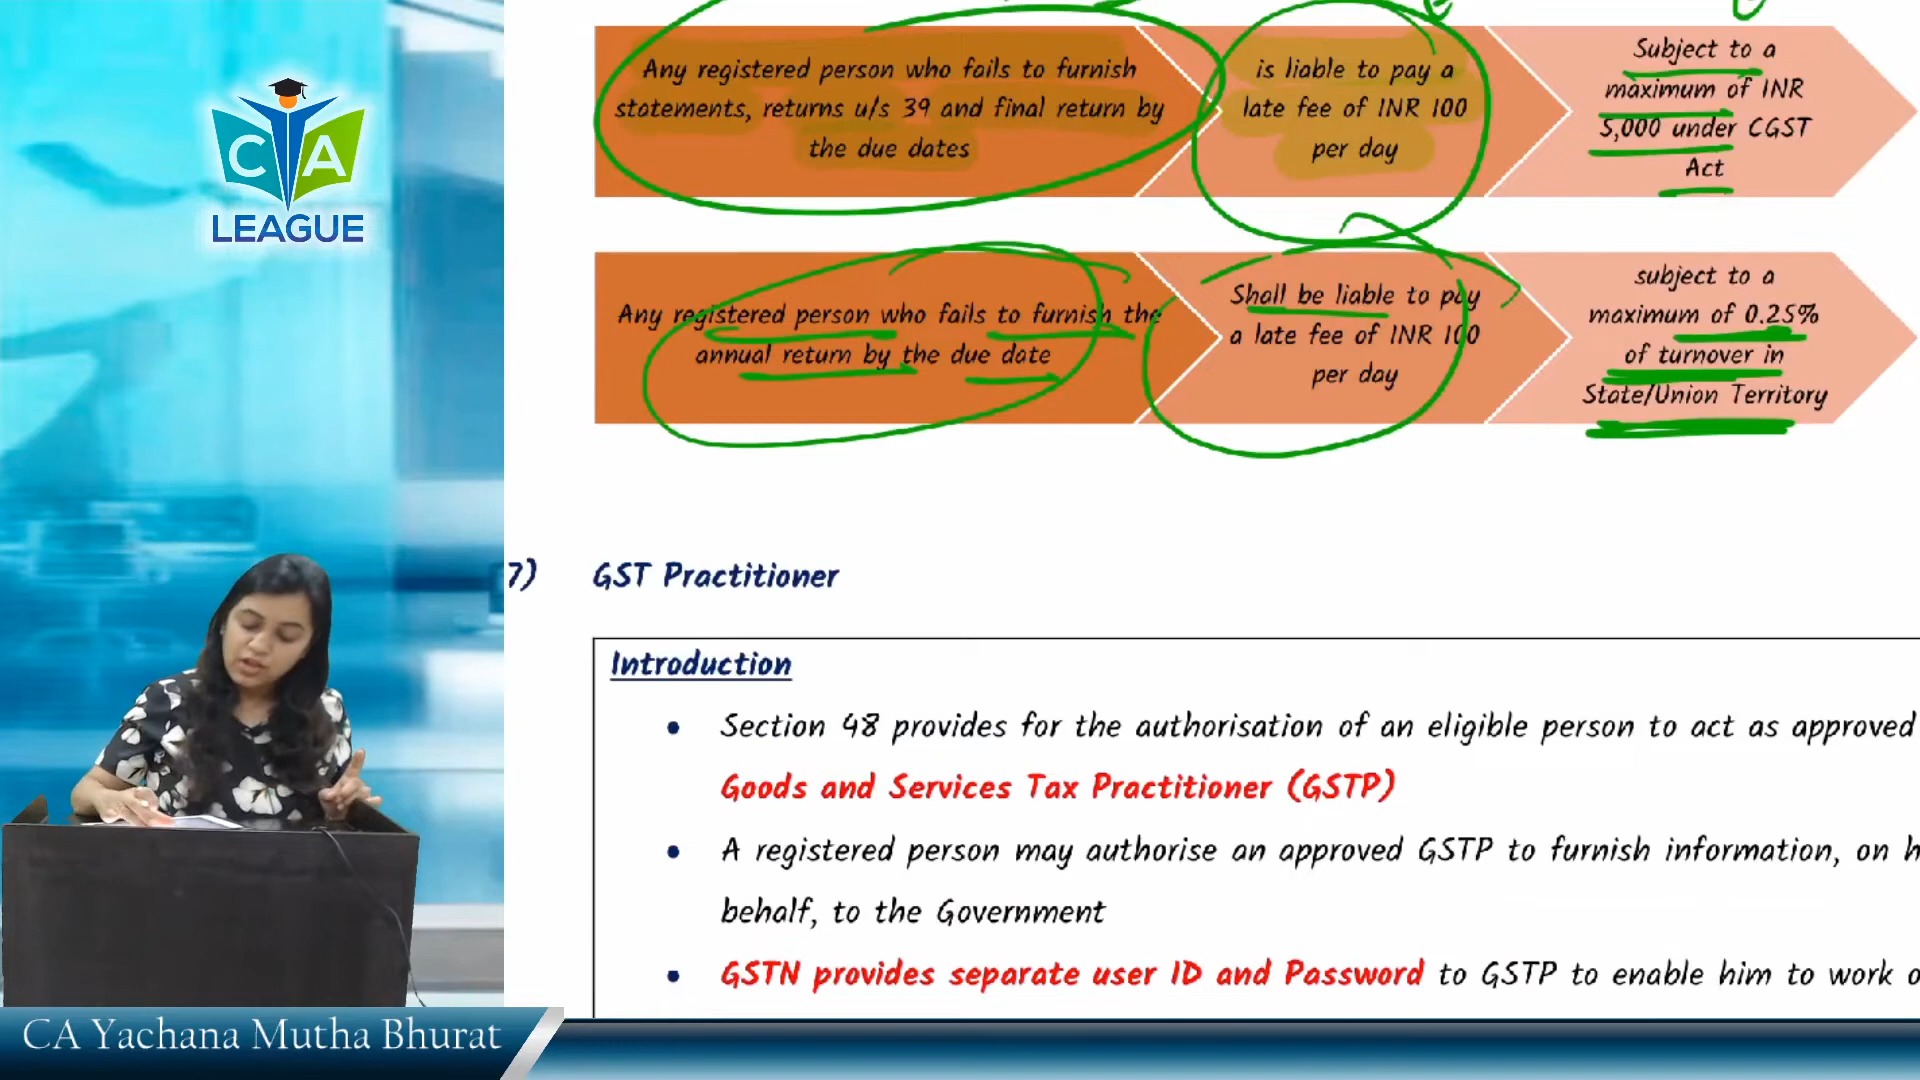 CA
LEAGUE
Any registered person who fails to furnish
statements, returns u/s 39 and final return by
the due dates
is liable to pay a
late fee of INR 100
per day
Subject to a
maximum of INR
5,000 under CGST
Act
Any registered person who fails to furnish the
annual return by the due date
Shall be liable to pay
a late fee of INR 100
per day
subject to a
maximum of 0.25%
of turnover in
State/Union Territory
7) GST Practitioner
Introduction
• Section 48 provides for the authorisation of an eligible person to act as approved
Goods and Services Tax Practitioner (GSTP)
• A registered person may authorise an approved GSTP to furnish information, on h
behalf, to the Government
• GSTN provides separate user ID and Password to GSTP to enable him to work o
CA Yachana Mutha Bhurat